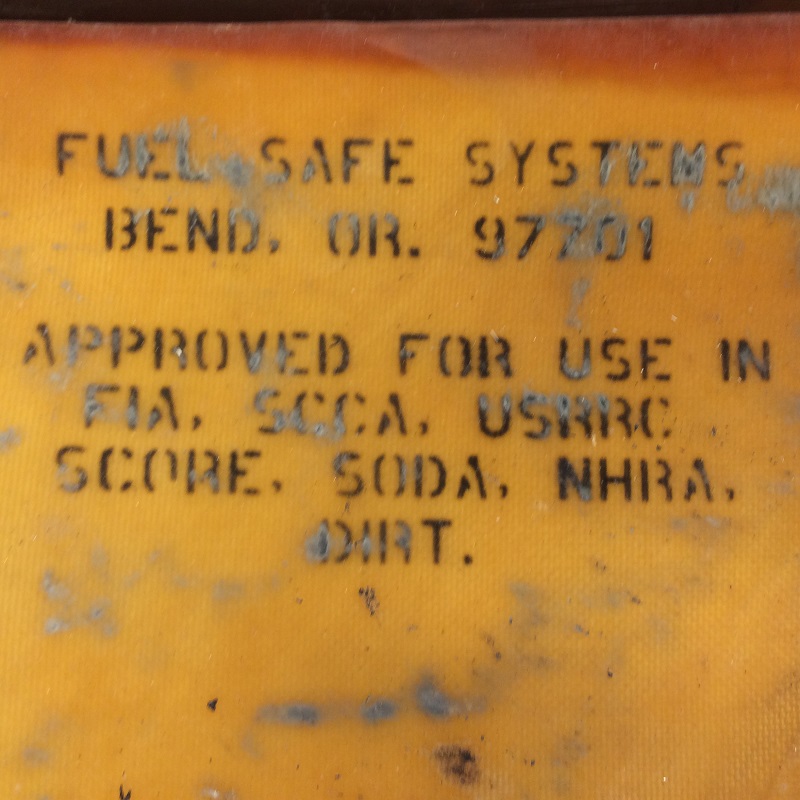 FUEL SAFE SYSTEMS
BEND, OR. 97701
APPROVED FOR USE IN
FIA, SCCA, USRRC
SCORE, SODA, NHRA,
DIRT.